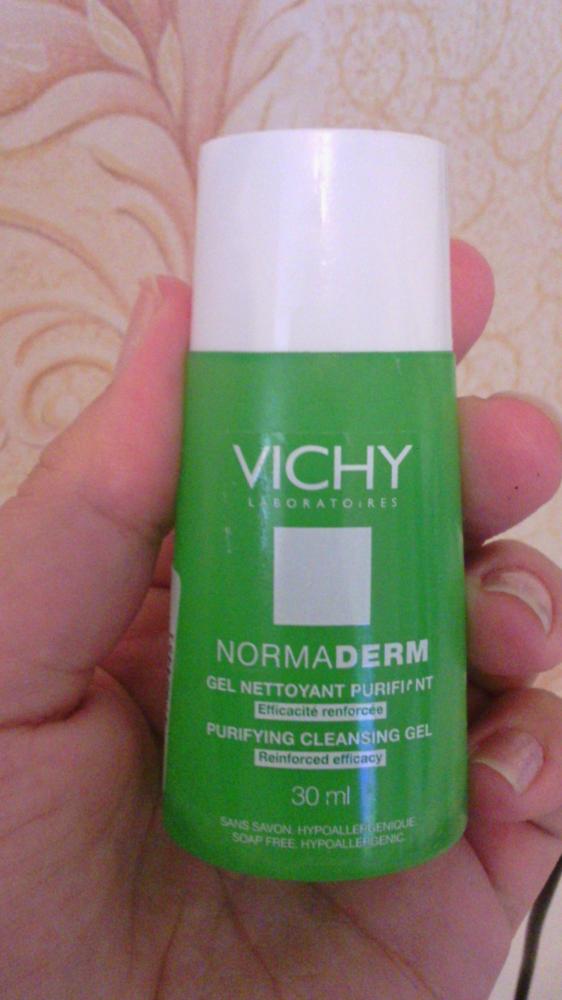 VICHY
LABORATOIRES
NORMADERM
GEL NETTOYANT PURIFIANT
Efficacité renforcée
PURIFYING CLEANSING GEL
Reinforced efficacy
30 ml
SANS SAVON. HYPOALLERGENIQUE.
SOAP FREE. HYPOALLERGENIC.